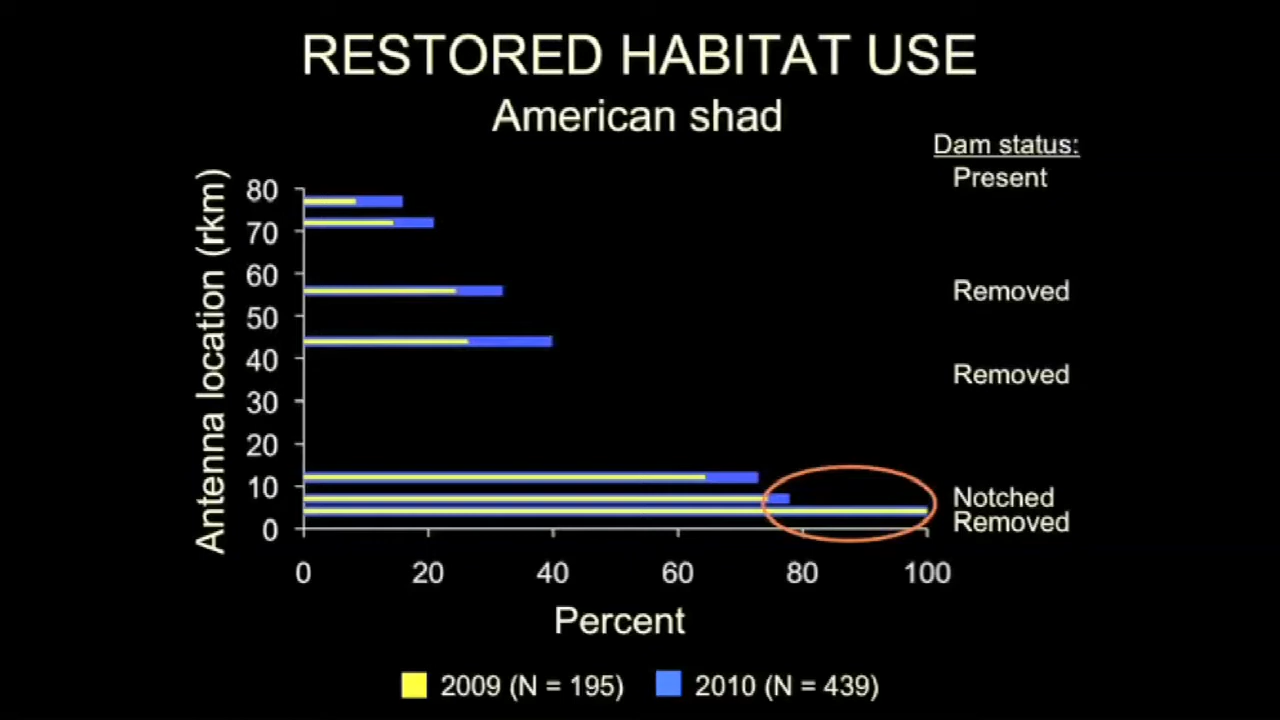 RESTORED HABITAT USE
American shad
Dam status:
Present
Removed
Removed
Notched
Removed
Antenna location (rkm)
80
70
60
50
40
30
20
10
0
0 20 40 60 80 100
Percent
2009 (N = 195) 2010 (N = 439)